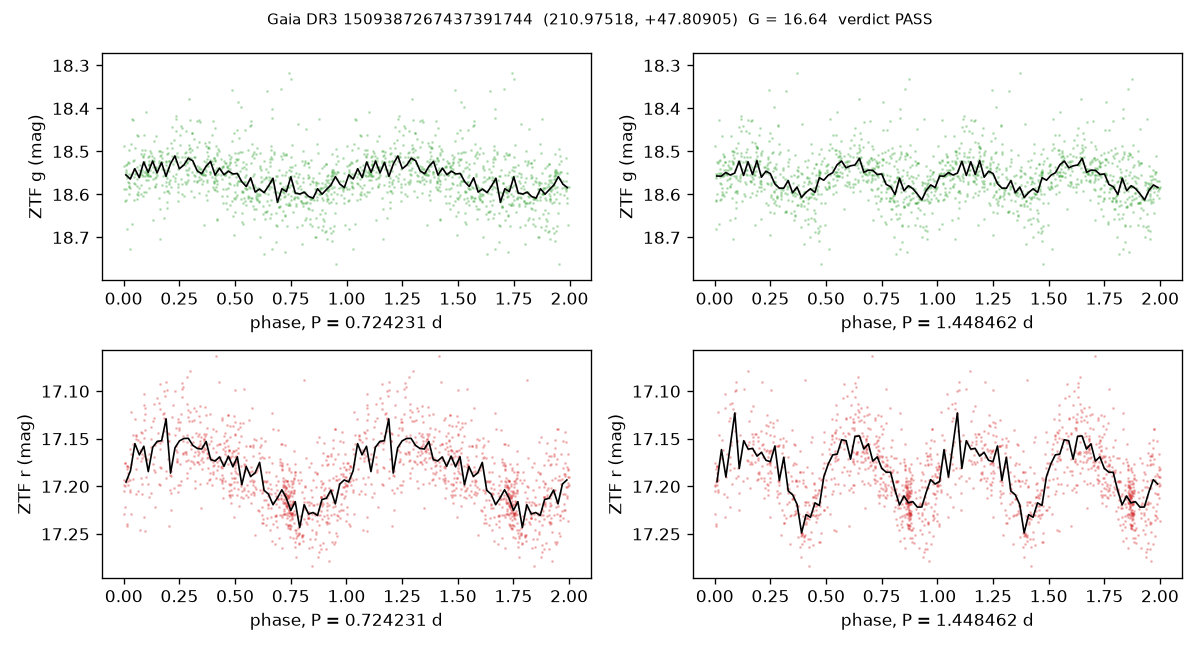 Gaia DR3 1509387267437391744 (210.97518, +47.80905) G = 16.64 verdict PASS
18.3
18.4
18.5
18.6
18.7
ZTF g (mag)
0.00 0.25 0.50 0.75 1.00 1.25 1.50 1.75 2.00
phase, P = 0.724231 d
18.3
18.4
18.5
18.6
18.7
ZTF g (mag)
0.00 0.25 0.50 0.75 1.00 1.25 1.50 1.75 2.00
phase, P = 1.448462 d
17.10
17.15
17.20
17.25
ZTF r (mag)
0.00 0.25 0.50 0.75 1.00 1.25 1.50 1.75 2.00
phase, P = 0.724231 d
17.10
17.15
17.20
17.25
ZTF r (mag)
0.00 0.25 0.50 0.75 1.00 1.25 1.50 1.75 2.00
phase, P = 1.448462 d